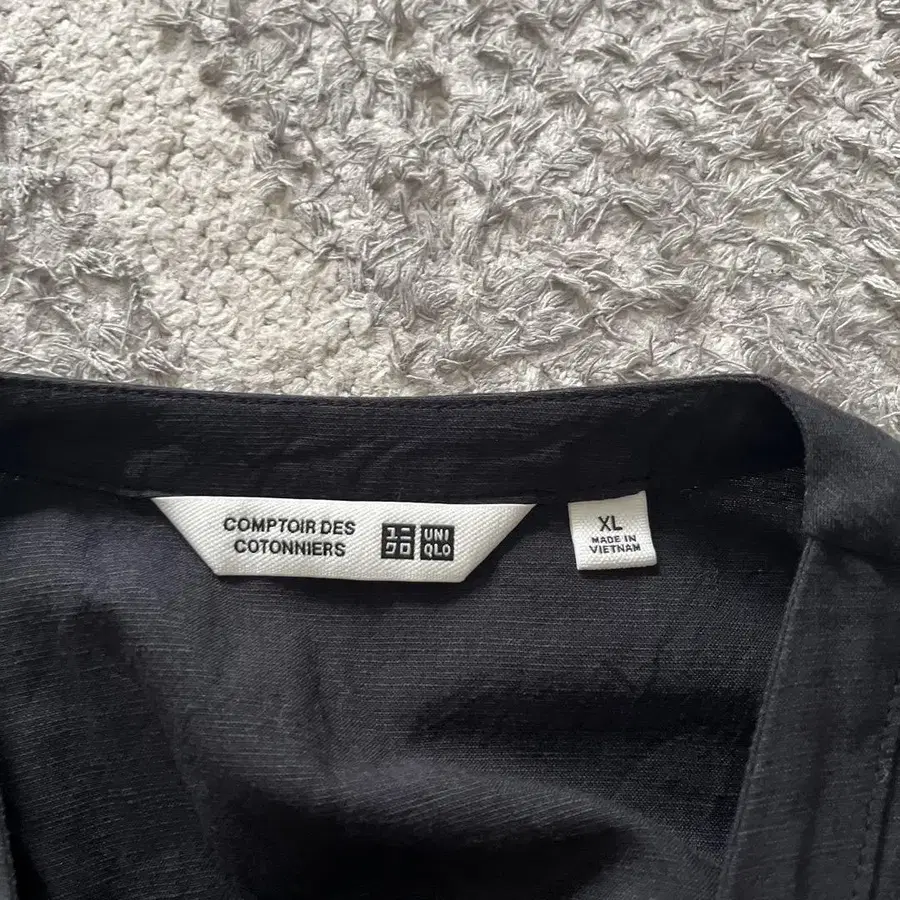 COMPTOIR DES
COTONNIERS
ユニ
クロ
UNI
QLO
XL
MADE IN
VIETNAM